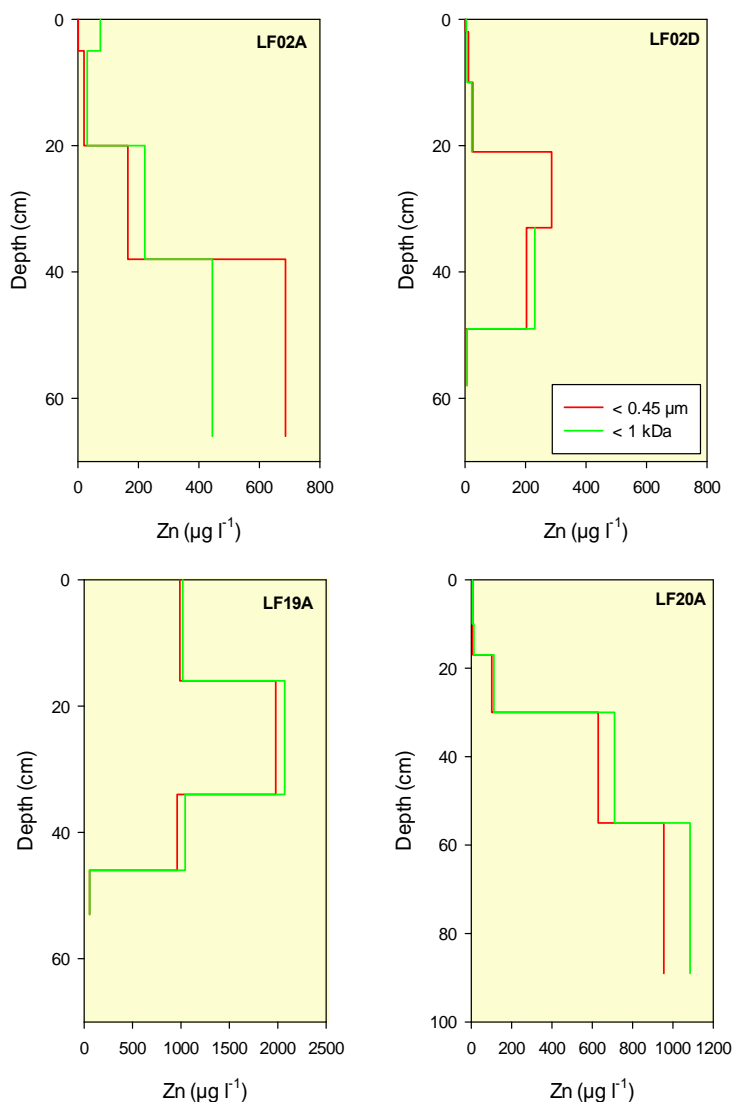 LF02A
0
20
40
60
Depth (cm)
0 200 400 600 800
Zn (µg l⁻¹)
LF02D
0
20
40
60
Depth (cm)
< 0.45 µm
< 1 kDa
0 200 400 600 800
Zn (µg l⁻¹)
LF19A
0
20
40
60
Depth (cm)
0 500 1000 1500 2000 2500
Zn (µg l⁻¹)
LF20A
0
20
40
60
80
100
Depth (cm)
0 200 400 600 800 1000 1200
Zn (µg l⁻¹)